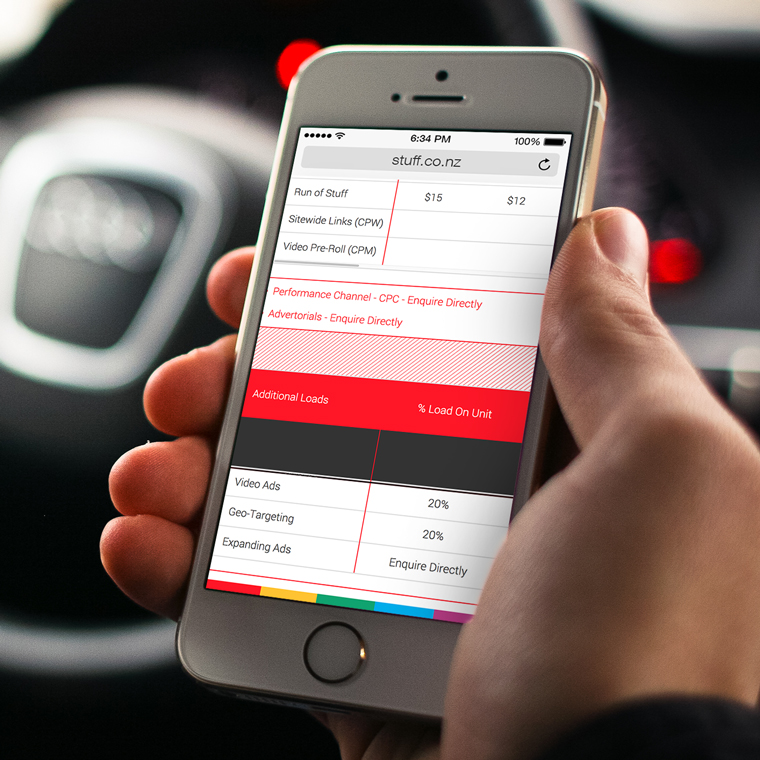 6:34 PM 100%
stuff.co.nz
Run of Stuff $15 $12
Sitewide Links (CPW)
Video Pre-Roll (CPM)
Performance Channel - CPC - Enquire Directly
Advertorials - Enquire Directly
Additional Loads % Load On Unit
Video Ads 20%
Geo-Targeting 20%
Expanding Ads Enquire Directly